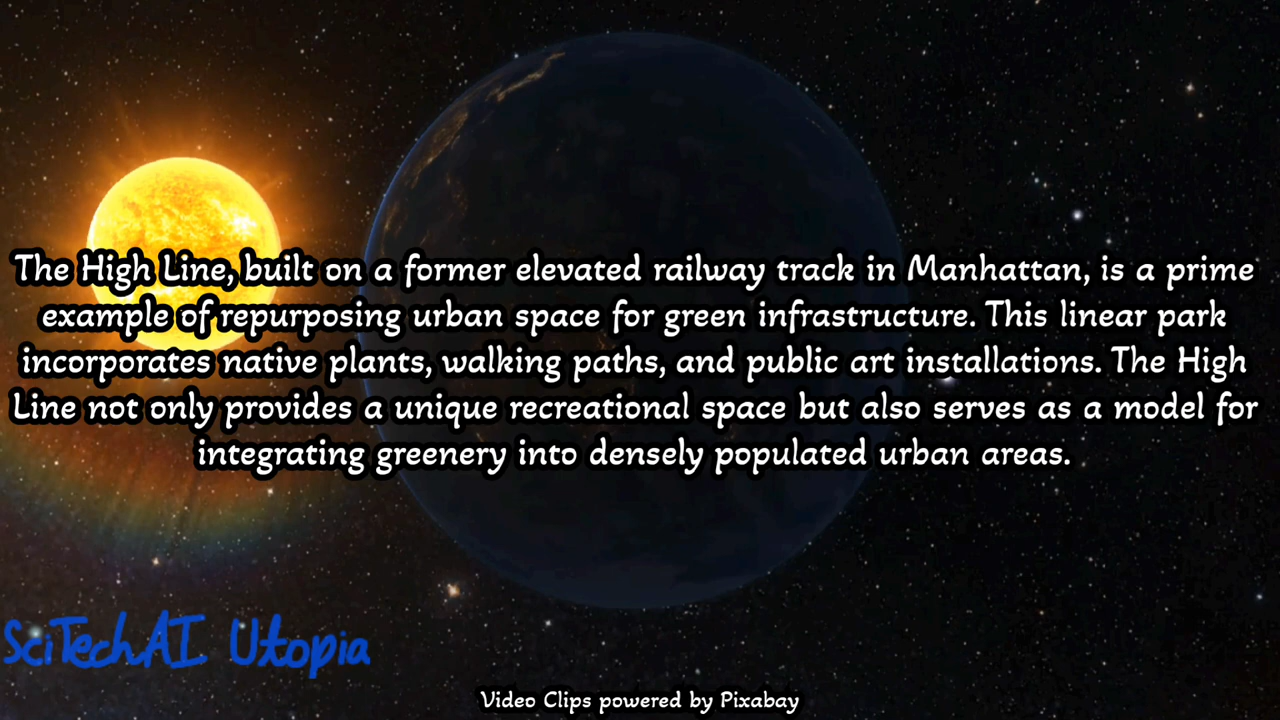 The High Line, built on a former elevated railway track in Manhattan, is a prime
example of repurposing urban space for green infrastructure. This linear park
incorporates native plants, walking paths, and public art installations. The High
Line not only provides a unique recreational space but also serves as a model for
integrating greenery into densely populated urban areas.
SciTechAI Utopia
Video Clips powered by Pixabay